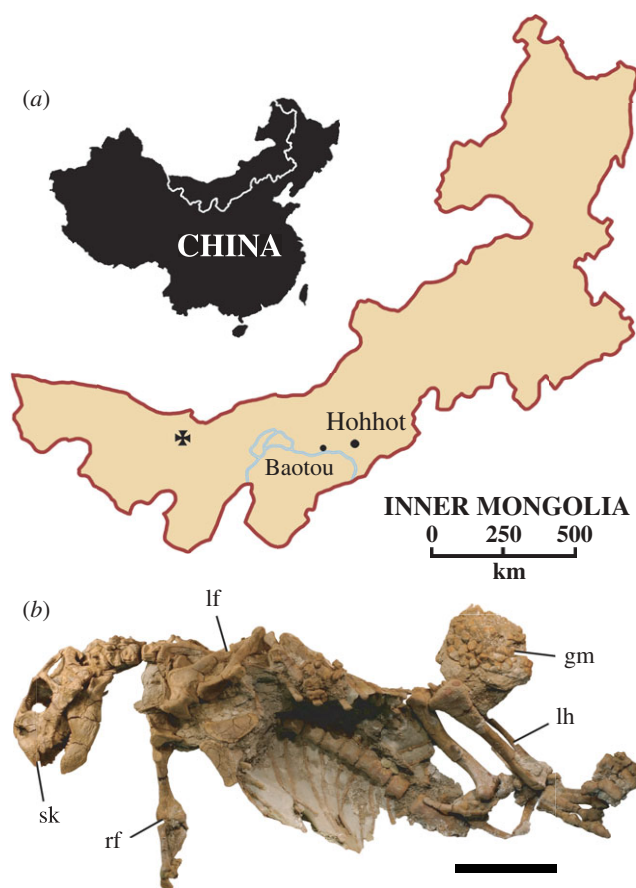 (a)
CHINA
Hohhot
Baotou
INNER MONGOLIA
0 250 500
km
(b)
lf
gm
lh
sk
rf